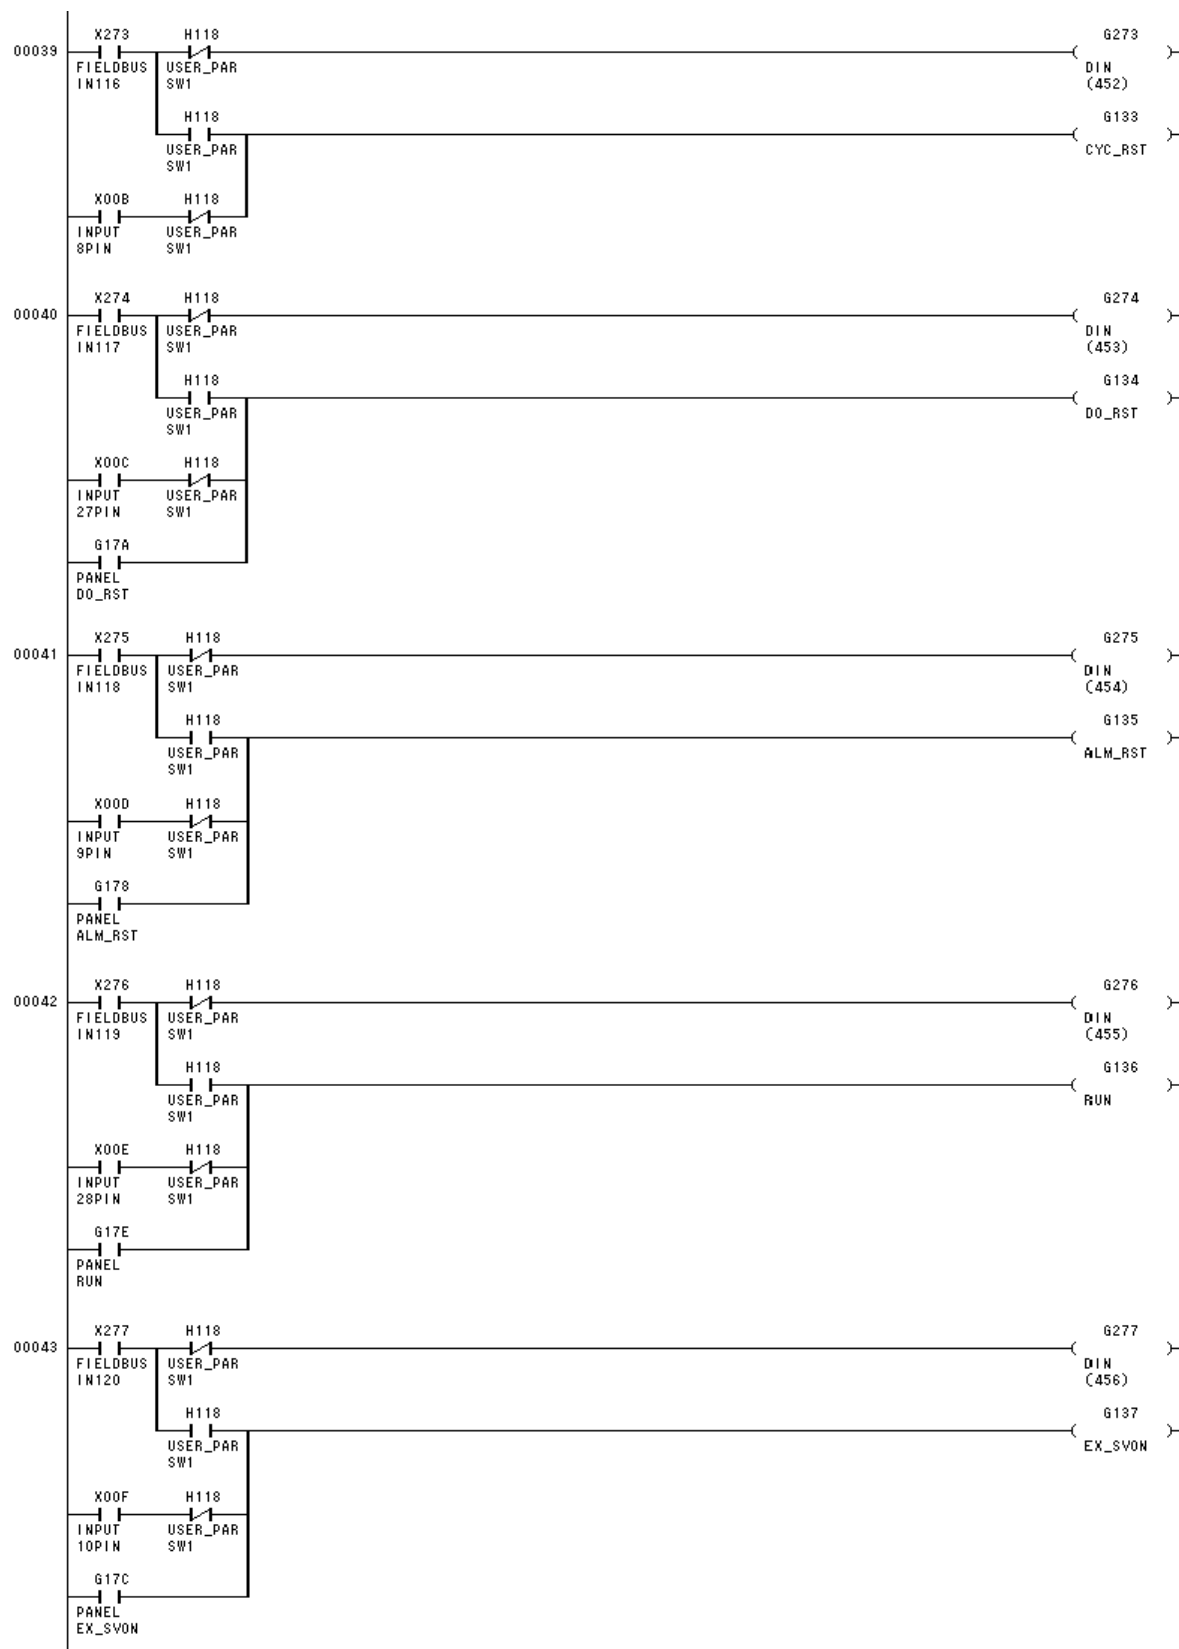 X273 H118 G273
00039
FIELDBUS USER_PAR DIN
IN116 SW1 (452)
H118 G133
USER_PAR CYC_RST
SW1
X00B H118
INPUT USER_PAR
8PIN SW1
X274 H118 G274
00040
FIELDBUS USER_PAR DIN
IN117 SW1 (453)
H118 G134
USER_PAR DO_RST
SW1
X00C H118
INPUT USER_PAR
27PIN SW1
G17A
PANEL
DO_RST
X275 H118 G275
00041
FIELDBUS USER_PAR DIN
IN118 SW1 (454)
H118 G135
USER_PAR ALM_RST
SW1
X00D H118
INPUT USER_PAR
9PIN SW1
G178
PANEL
ALM_RST
X276 H118 G276
00042
FIELDBUS USER_PAR DIN
IN119 SW1 (455)
H118 G136
USER_PAR RUN
SW1
X00E H118
INPUT USER_PAR
28PIN SW1
G17E
PANEL
RUN
X277 H118 G277
00043
FIELDBUS USER_PAR DIN
IN120 SW1 (456)
H118 G137
USER_PAR EX_SVON
SW1
X00F H118
INPUT USER_PAR
10PIN SW1
G17C
PANEL
EX_SVON